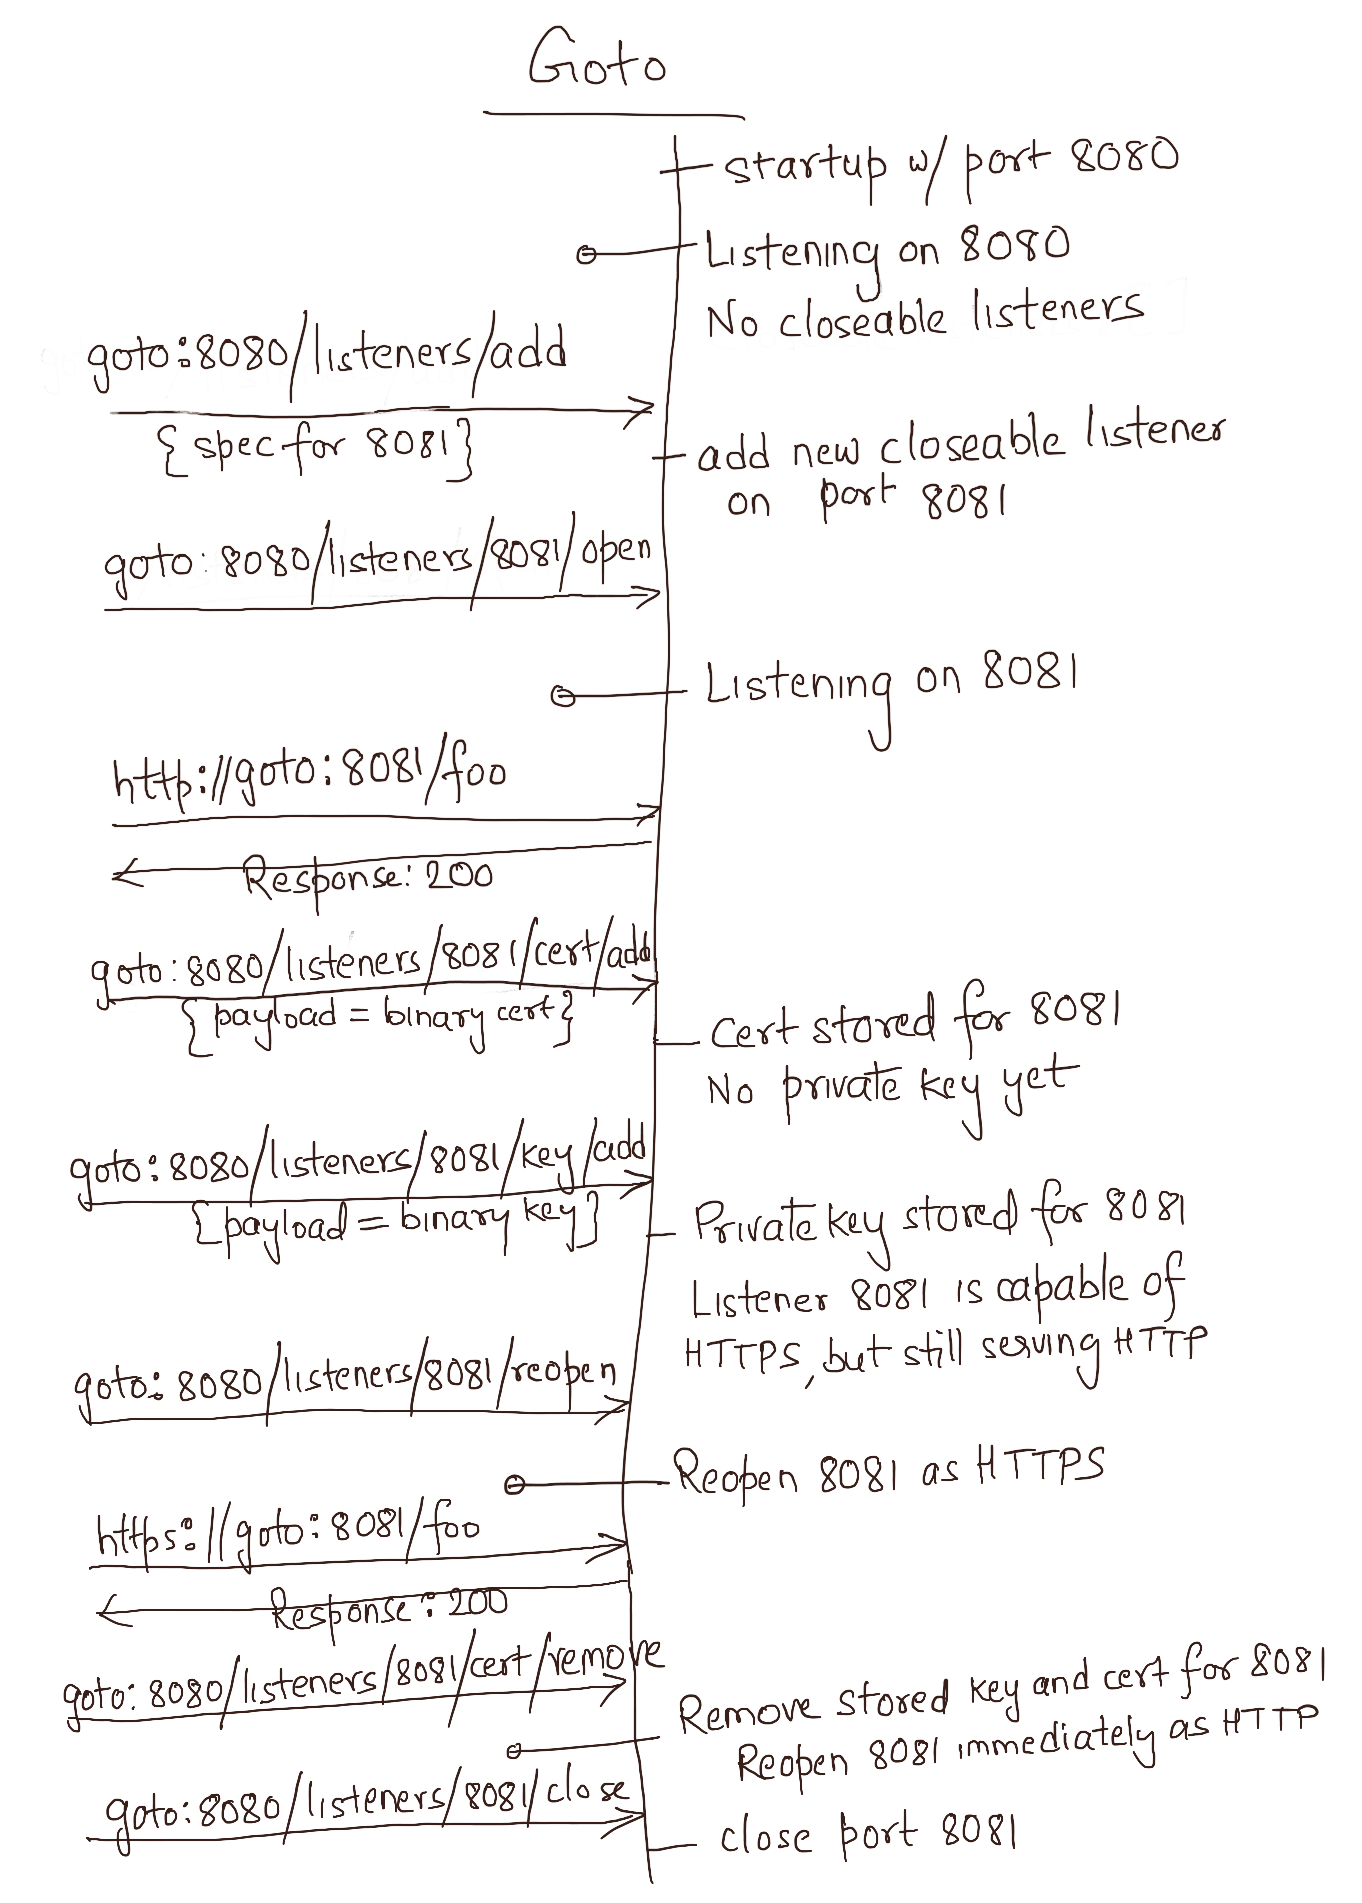 Goto
startup w/ port 8080
Listening on 8080
No closeable listeners
goto:8080/listeners/add
{spec for 8081}
add new closeable listener
on port 8081
goto:8080/listeners/8081/open
Listening on 8081
http://goto:8081/foo
Response: 200
goto:8080/listeners/8081/cert/add
{payload = binary cert}
Cert stored for 8081
No private key yet
goto:8080/listeners/8081/key/add
{payload = binary key}
Private key stored for 8081
Listener 8081 is capable of
HTTPS, but still serving HTTP
goto:8080/listeners/8081/reopen
Reopen 8081 as HTTPS
https://goto:8081/foo
Response: 200
goto:8080/listeners/8081/cert/remove
Remove stored key and cert for 8081
Reopen 8081 immediately as HTTP
goto:8080/listeners/8081/close
close port 8081